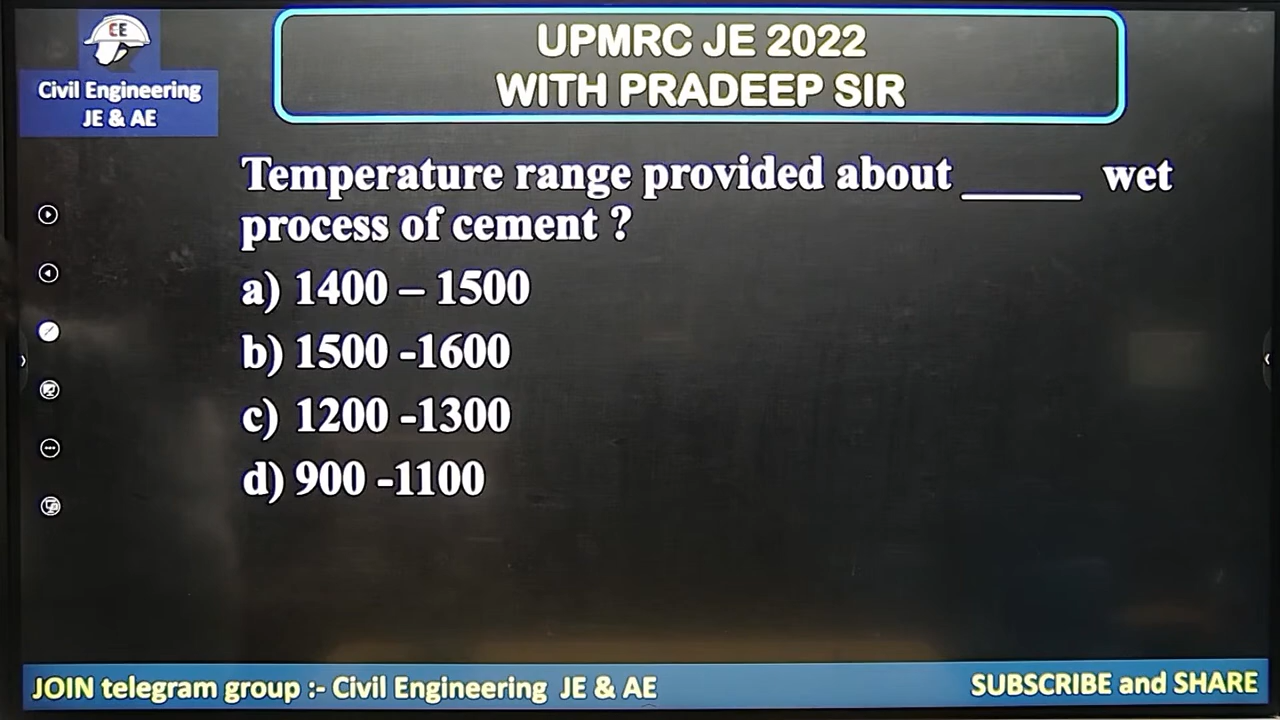 CE
Civil Engineering
JE & AE
UPMRC JE 2022
WITH PRADEEP SIR
Temperature range provided about _____ wet
process of cement ?
a) 1400 – 1500
b) 1500 -1600
c) 1200 -1300
d) 900 -1100
JOIN telegram group :- Civil Engineering JE & AE
SUBSCRIBE and SHARE